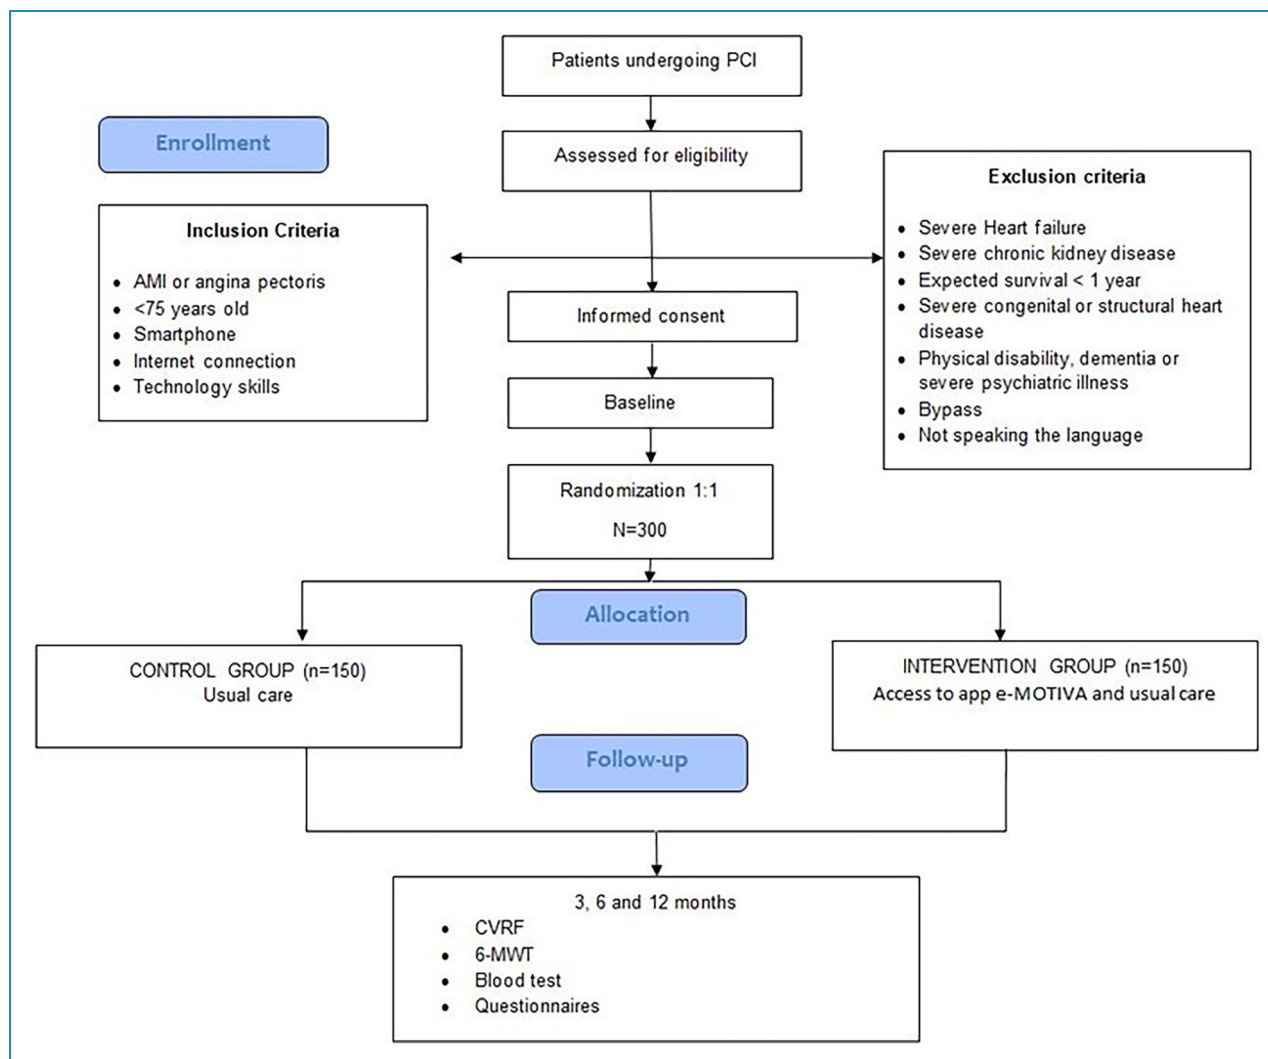 Patients undergoing PCI
Enrollment
Assessed for eligibility
Inclusion Criteria
• AMI or angina pectoris
• <75 years old
• Smartphone
• Internet connection
• Technology skills
Exclusion criteria
• Severe Heart failure
• Severe chronic kidney disease
• Expected survival < 1 year
• Severe congenital or structural heart
disease
• Physical disability, dementia or
severe psychiatric illness
• Bypass
• Not speaking the language
Informed consent
Baseline
Randomization 1:1
N=300
Allocation
CONTROL GROUP (n=150)
Usual care
INTERVENTION GROUP (n=150)
Access to app e-MOTIVA and usual care
Follow-up
3, 6 and 12 months
• CVRF
• 6-MWT
• Blood test
• Questionnaires